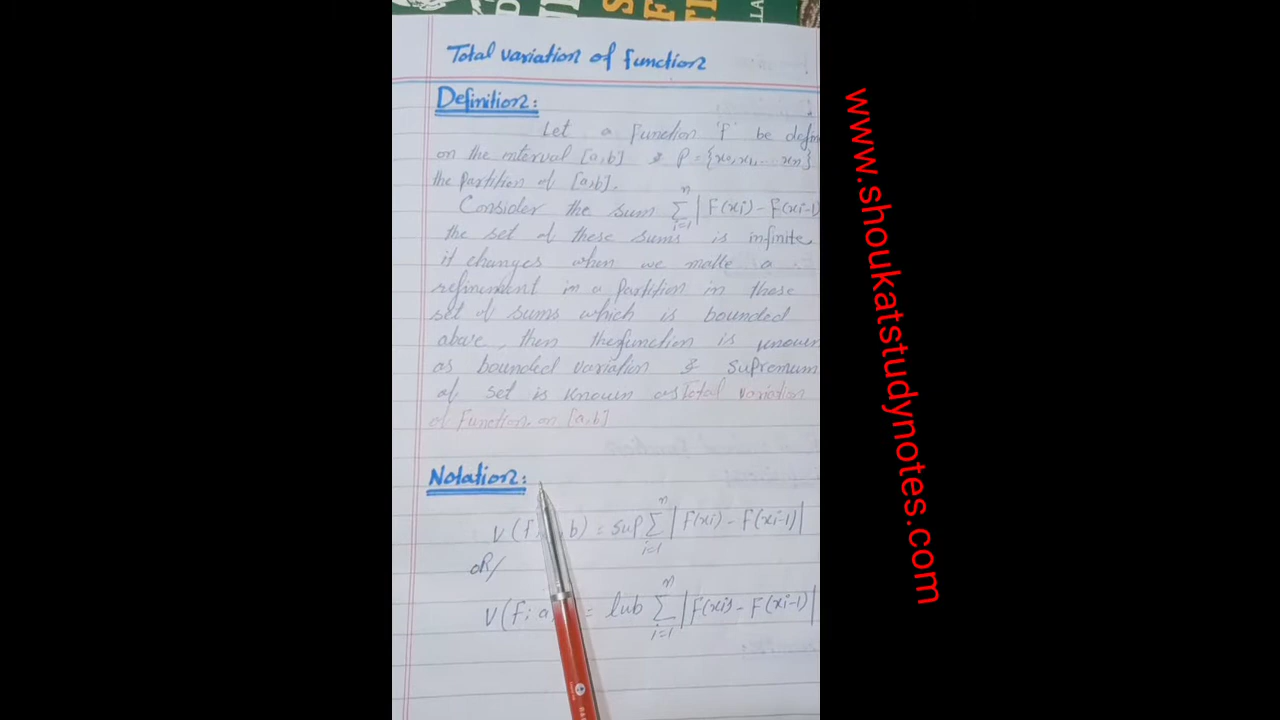 Total variation of function
Definition:
Let a function 'f' be defin
on the interval [a,b] & P = {x₀, x₁, ... xn}
the partition of [a,b].
Consider the sum n∑i=1 | F(xi) - F(xi-1)
the set of these sums is infinite,
it changes when we make a
refinement in a partition in these
set of sums which is bounded
above, then the function is known
as bounded variation & supremum
of set is known as Total variation
of Function. on [a,b]
Notation:
V(f; , b) = sup n∑i=1 | F(xi) - F(xi-1) |
OR/
V(F; a = lub n∑i=1 | F(xi) - F(xi-1) |
www.shoukatstudynotes.com